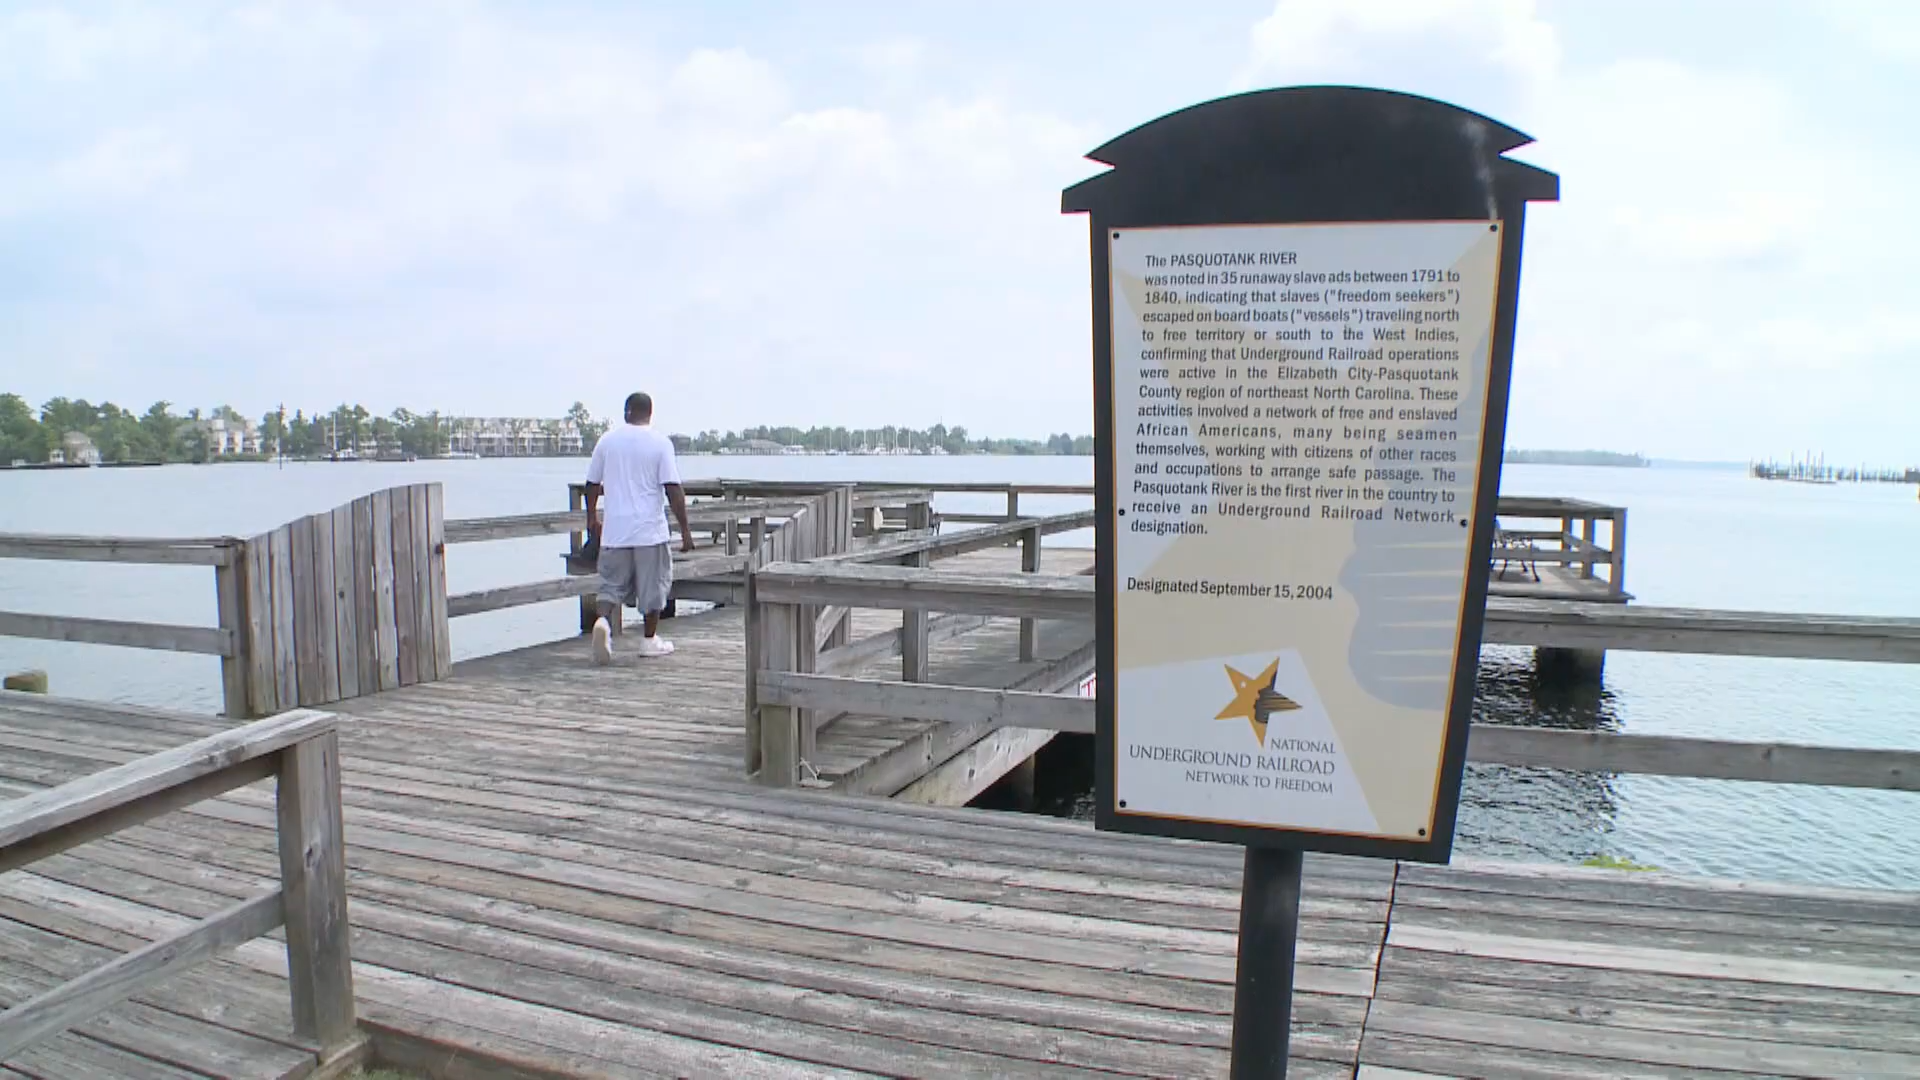 The PASQUOTANK RIVER
was noted in 35 runaway slave ads between 1791 to
1840, indicating that slaves ("freedom seekers")
escaped on board boats ("vessels") traveling north
to free territory or south to the West Indies,
confirming that Underground Railroad operations
were active in the Elizabeth City-Pasquotank
County region of northeast North Carolina. These
activities involved a network of free and enslaved
African Americans, many being seamen
themselves, working with citizens of other races
and occupations to arrange safe passage. The
Pasquotank River is the first river in the country to
receive an Underground Railroad Network
designation.
Designated September 15, 2004
NATIONAL
UNDERGROUND RAILROAD
NETWORK TO FREEDOM